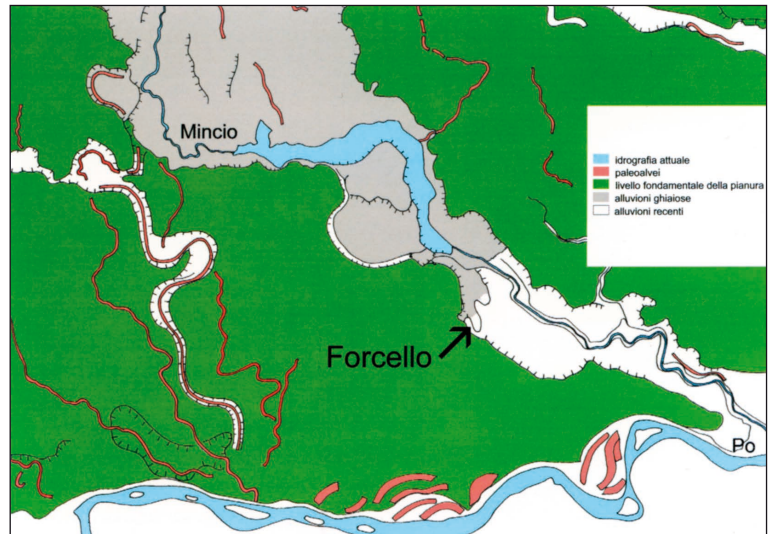 Mincio
idrografia attuale
paleoalvei
livello fondamentale della pianura
alluvioni ghiaiose
alluvioni recenti
Forcello
Po